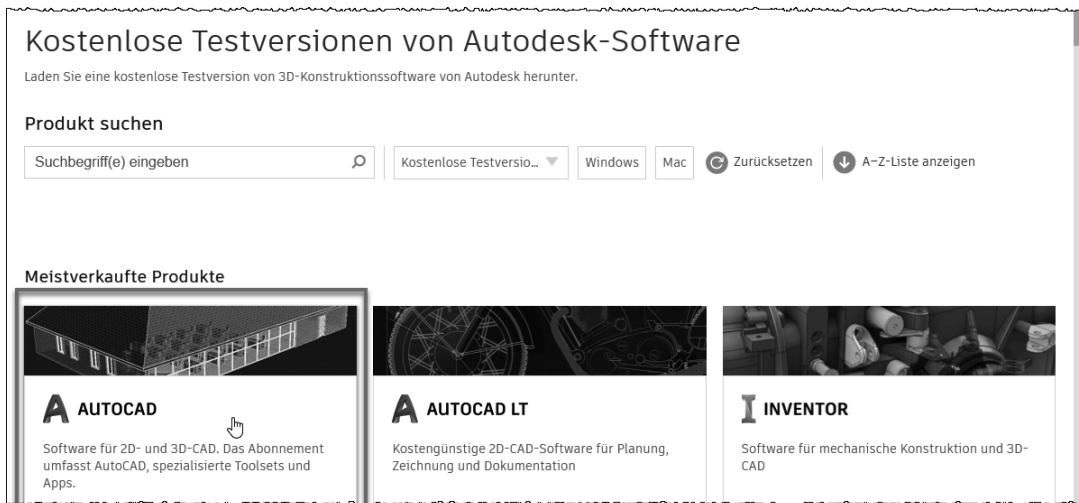 Kostenlose Testversionen von Autodesk-Software
Laden Sie eine kostenlose Testversion von 3D-Konstruktionssoftware von Autodesk herunter.
Produkt suchen
Suchbegriff(e) eingeben
Kostenlose Testversio…
Windows
Mac
Zurücksetzen
A–Z-Liste anzeigen
Meistverkaufte Produkte
AUTOCAD
Software für 2D- und 3D-CAD. Das Abonnement
umfasst AutoCAD, spezialisierte Toolsets und
Apps.
AUTOCAD LT
Kostengünstige 2D-CAD-Software für Planung,
Zeichnung und Dokumentation
INVENTOR
Software für mechanische Konstruktion und 3D-
CAD